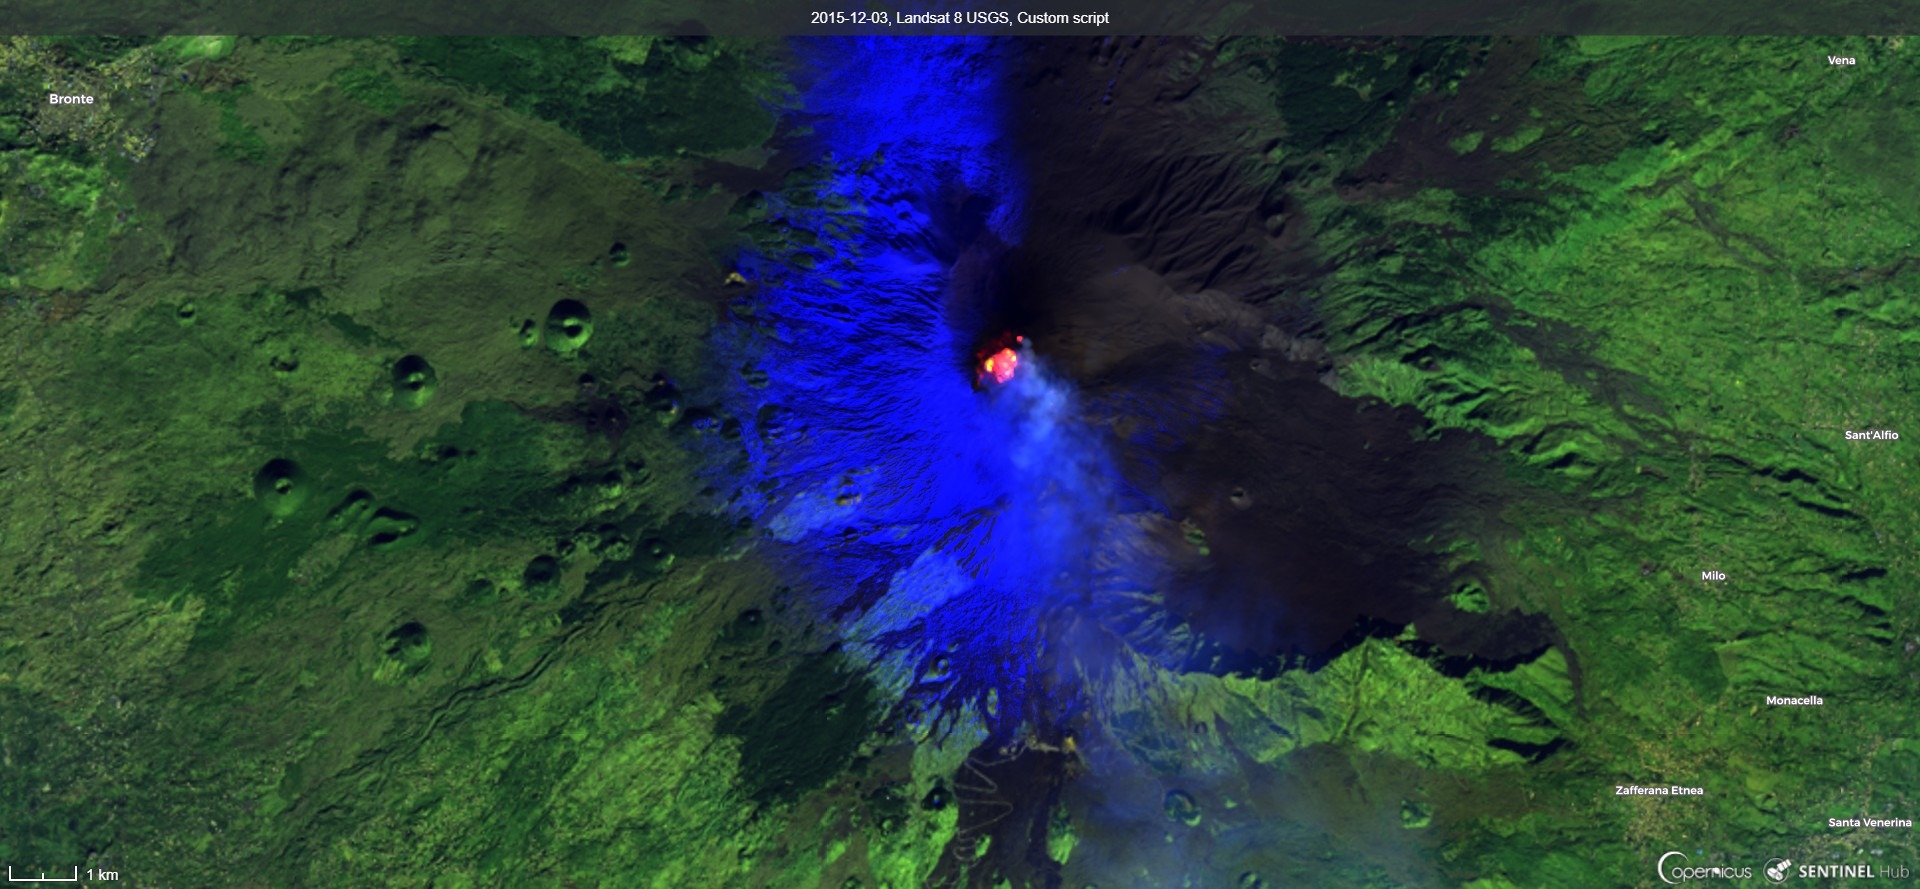 2015-12-03, Landsat 8 USGS, Custom script
Vena
Bronte
Sant'Alfio
Milo
Monacella
Zafferana Etnea
Santa Venerina
1 km
Copernicus SENTINEL Hub